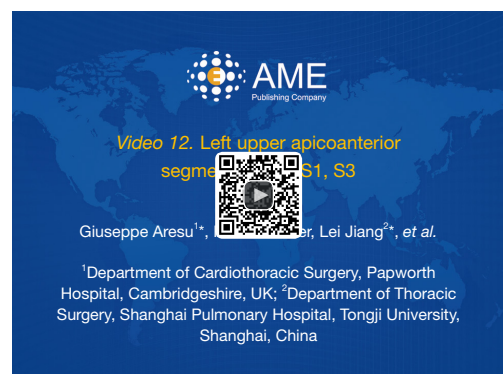 AME
Publishing Company
Video 12. Left upper apicoanterior
S1, S3
Giuseppe Aresu¹*, Lei Jiang²*, et al.
¹Department of Cardiothoracic Surgery, Papworth
Hospital, Cambridgeshire, UK; ²Department of Thoracic
Surgery, Shanghai Pulmonary Hospital, Tongji University,
Shanghai, China